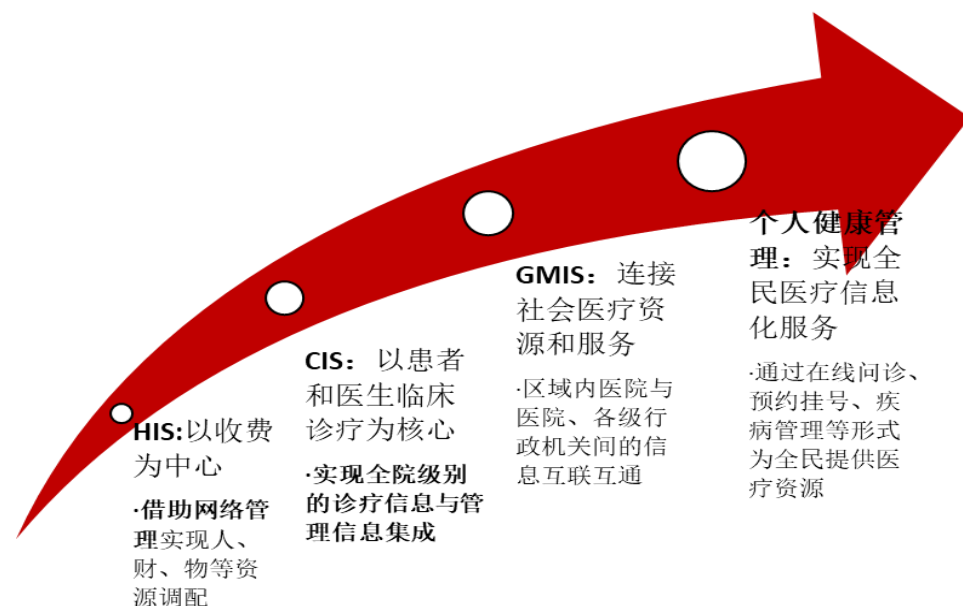 HIS:以收费
为中心
·借助网络管
理实现人、
财、物等资
源调配
CIS：以患者
和医生临床
诊疗为核心
·实现全院级别
的诊疗信息与管
理信息集成
GMIS：连接
社会医疗资
源和服务
·区域内医院与
医院、各级行
政机关间的信
息互联互通
个人健康管
理：实现全
民医疗信息
化服务
·通过在线问诊、
预约挂号、疾
病管理等形式
为全民提供医
疗资源